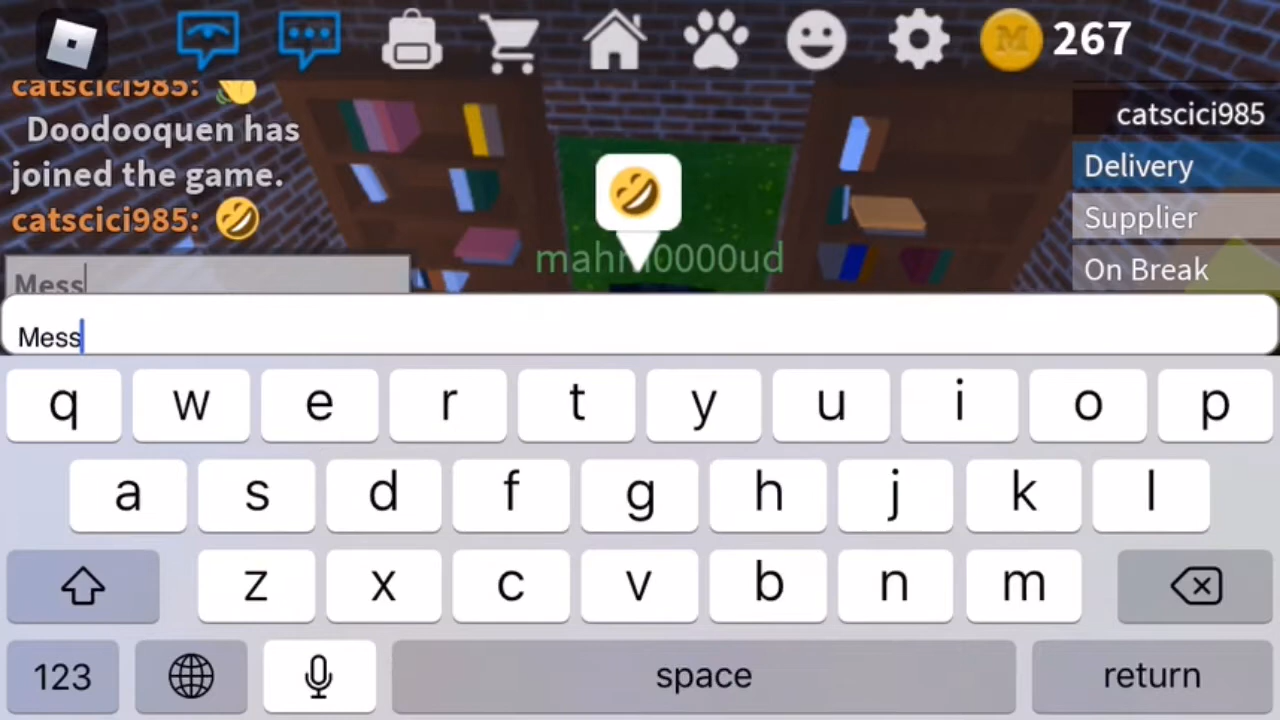 M 267
catscici985: 👋
Doodooquen has
joined the game.
catscici985: 🤣
Mess
🤣
catscici985
Delivery
Supplier
On Break
Mess
q w e r t y u i o p
a s d f g h j k l
z x c v b n m
123 space return